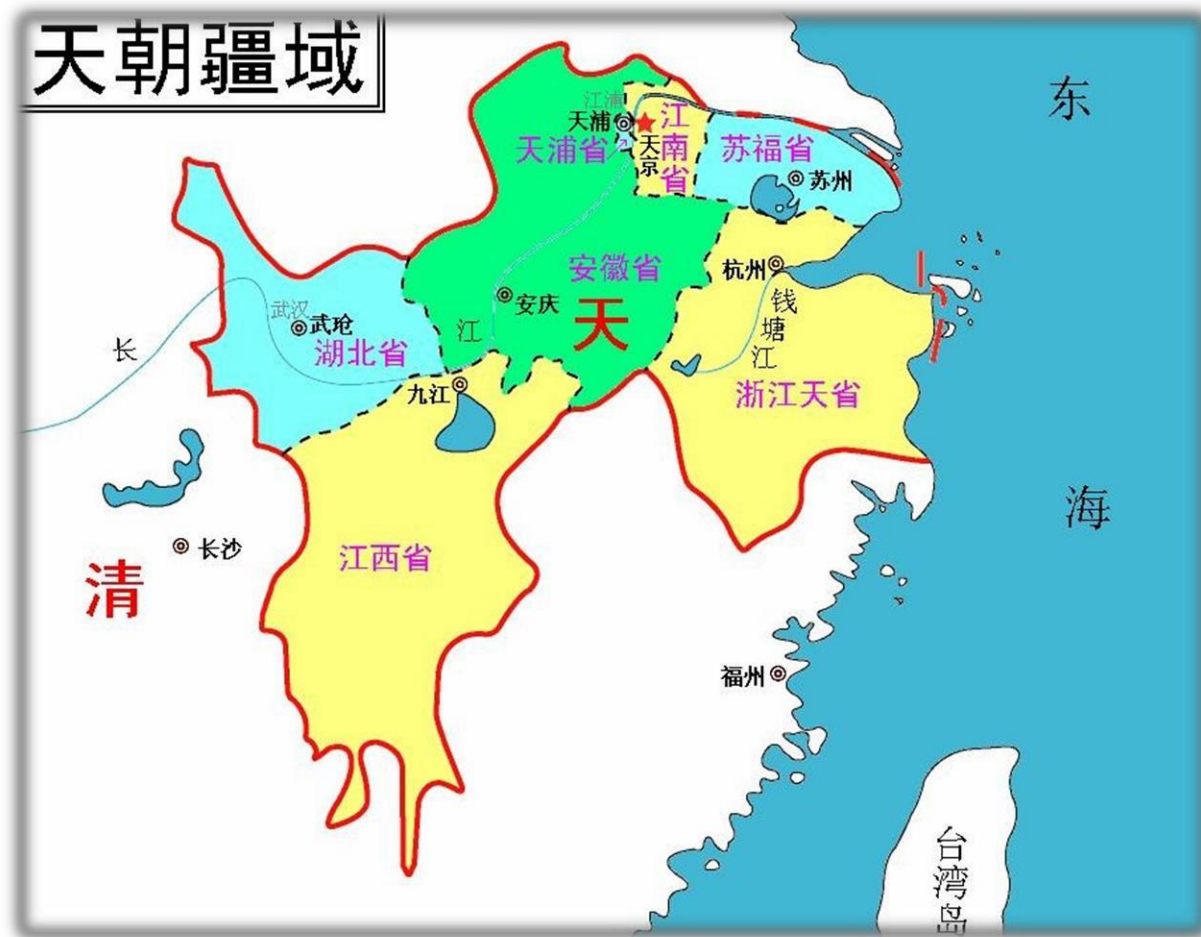 天朝疆域
东
海
江浦
天浦
天浦省
天京
江南省
苏福省
苏州
安徽省
天
安庆
杭州
钱塘江
浙江天省
武汉
武玱
湖北省
长
江
九江
长沙
清
江西省
福州
台湾岛